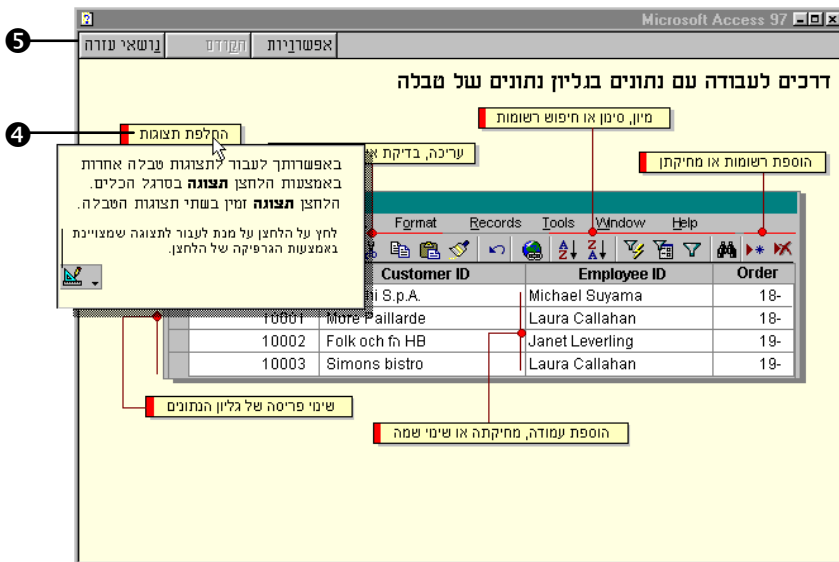 Microsoft Access 97
❺
נושאי עזרה הקודם אפשרויות
דרכים לעבודה עם נתונים בגליון נתונים של טבלה
מיון, סינון או חיפוש רשומות
❹
החלפת תצוגות
עריכה, בדיקת
הוספת רשומות או מחיקתן
באפשרותך לעבור לתצוגות טבלה אחרות
באמצעות הלחצן תצוגה בסרגל הכלים.
הלחצן תצוגה זמין בשתי תצוגות הטבלה.
לחץ על הלחצן על מנת לעבור לתצוגה שמצויינת
באמצעות הגרפיקה של הלחצן.
Format Records Tools Window Help
Customer ID Employee ID Order
S.p.A. Michael Suyama 18-
10001 More Paillarde Laura Callahan 18-
10002 Folk och fn HB Janet Leverling 19-
10003 Simons bistro Laura Callahan 19-
שינוי פריסה של גליון הנתונים
הוספת עמודה, מחיקתה או שינוי שמה